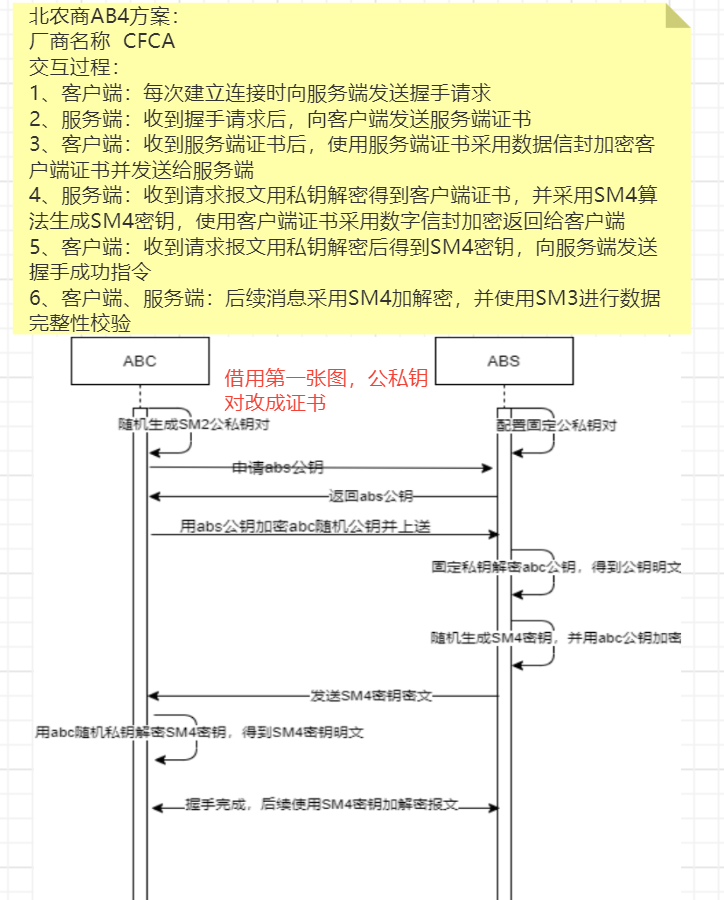 北农商AB4方案：
厂商名称  CFCA
交互过程：
1、客户端：每次建立连接时向服务端发送握手请求
2、服务端：收到握手请求后，向客户端发送服务端证书
3、客户端：收到服务端证书后，使用服务端证书采用数据信封加密客
户端证书并发送给服务端
4、服务端：收到请求报文用私钥解密得到客户端证书，并采用SM4算
法生成SM4密钥，使用客户端证书采用数字信封加密返回给客户端
5、客户端：收到请求报文用私钥解密后得到SM4密钥，向服务端发送
握手成功指令
6、客户端、服务端：后续消息采用SM4加解密，并使用SM3进行数据
完整性校验
ABC
ABS
借用第一张图，公私钥
对改成证书
随机生成SM2公私钥对
配置固定公私钥对
申请abs公钥
返回abs公钥
用abs公钥加密abc随机公钥并上送
固定私钥解密abc公钥，得到公钥明文
随机生成SM4密钥，并用abc公钥加密
发送SM4密钥密文
用abc随机私钥解密SM4密钥，得到SM4密钥明文
握手完成，后续使用SM4密钥加解密报文